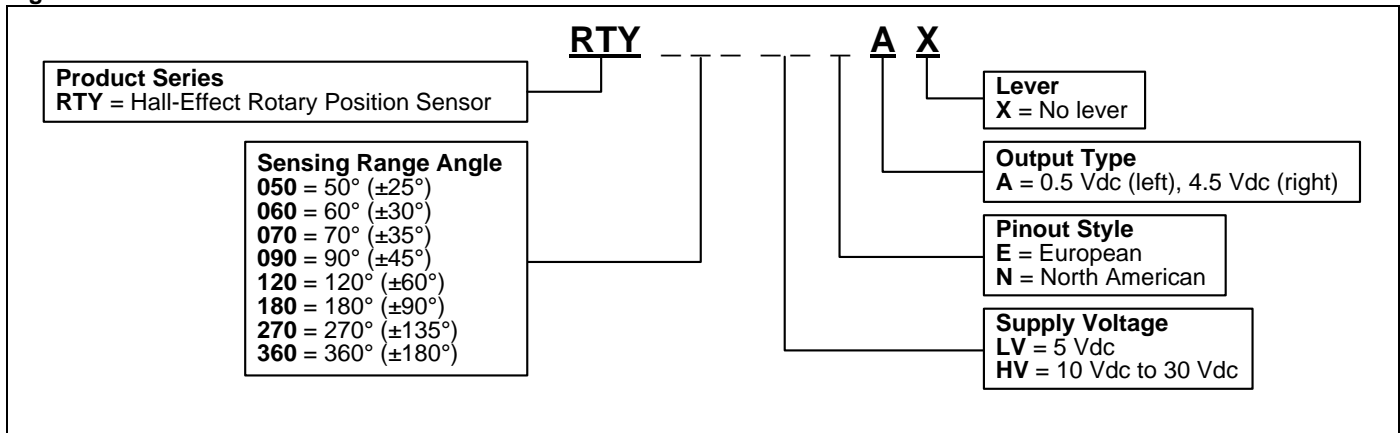 RTY _ _ _ _ _ _ A X
Product Series
RTY = Hall-Effect Rotary Position Sensor
Sensing Range Angle
050 = 50° (±25°)
060 = 60° (±30°)
070 = 70° (±35°)
090 = 90° (±45°)
120 = 120° (±60°)
180 = 180° (±90°)
270 = 270° (±135°)
360 = 360° (±180°)
Lever
X = No lever
Output Type
A = 0.5 Vdc (left), 4.5 Vdc (right)
Pinout Style
E = European
N = North American
Supply Voltage
LV = 5 Vdc
HV = 10 Vdc to 30 Vdc